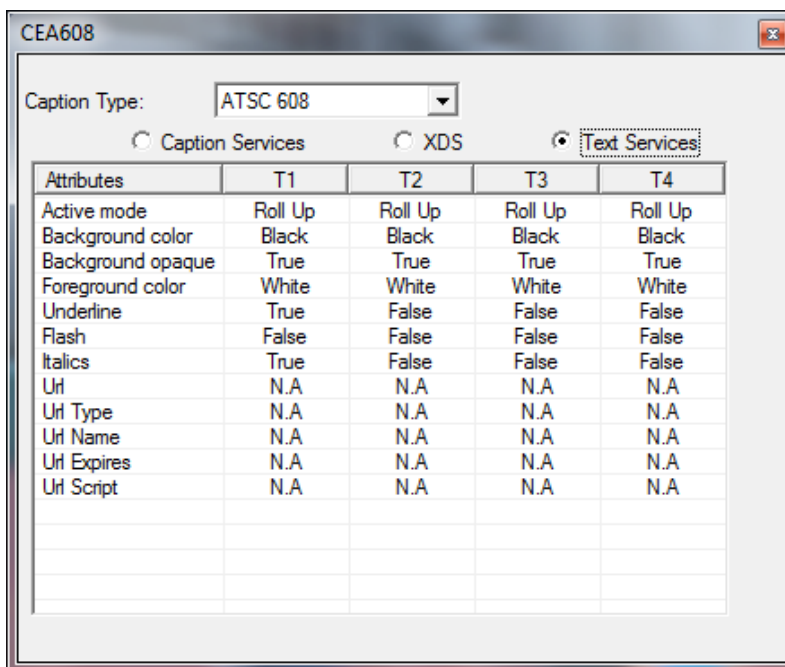 CEA608
Caption Type: ATSC 608
Caption Services XDS Text Services
Attributes T1 T2 T3 T4
Active mode Roll Up Roll Up Roll Up Roll Up
Background color Black Black Black Black
Background opaque True True True True
Foreground color White White White White
Underline True False False False
Flash False False False False
Italics True False False False
Url N.A N.A N.A N.A
Url Type N.A N.A N.A N.A
Url Name N.A N.A N.A N.A
Url Expires N.A N.A N.A N.A
Url Script N.A N.A N.A N.A